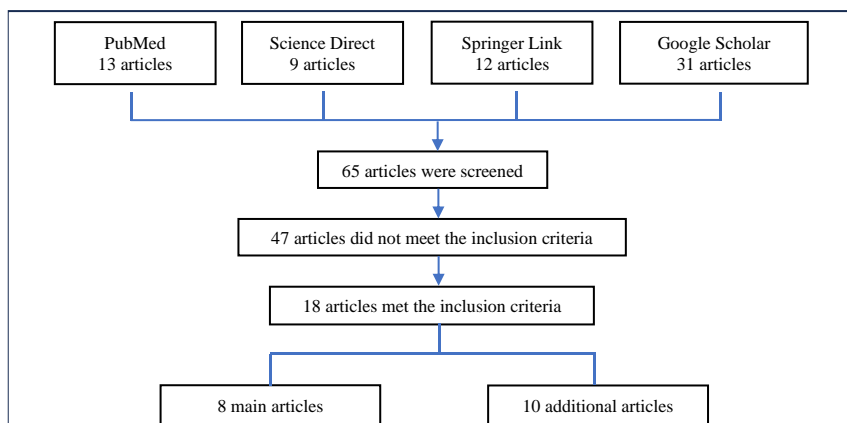 PubMed
13 articles
Science Direct
9 articles
Springer Link
12 articles
Google Scholar
31 articles
65 articles were screened
47 articles did not meet the inclusion criteria
18 articles met the inclusion criteria
8 main articles
10 additional articles